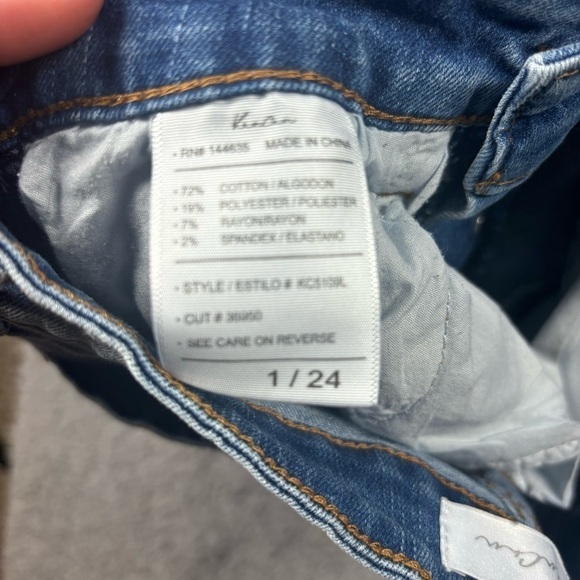 KanCan
• RN# 144635 MADE IN CHINA
• 72% COTTON / ALGODON
• 19% POLYESTER / POLIESTER
• 7% RAYON/RAYON
• 2% SPANDEX / ELASTANO
• STYLE / ESTILO # KC5109L
• CUT # 36950
• SEE CARE ON REVERSE
1 / 24